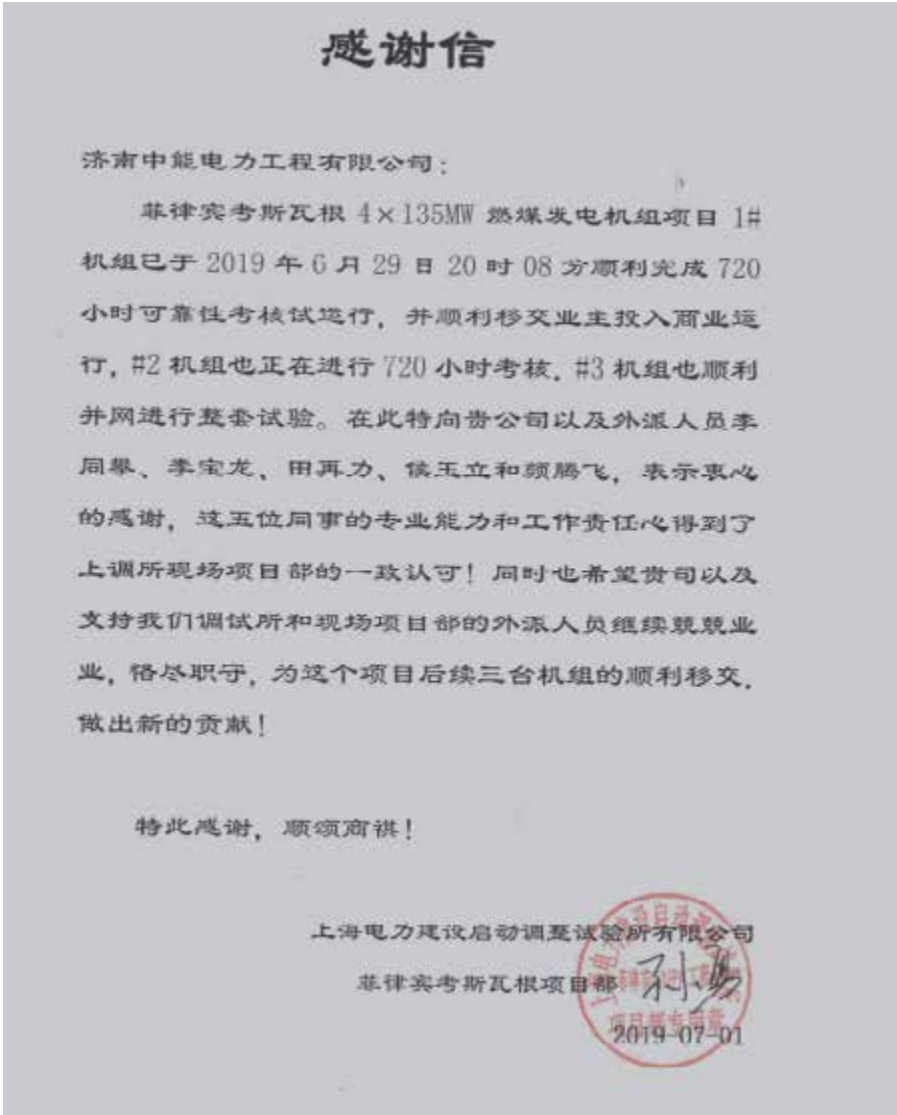 感谢信
济南中能电力工程有限公司:
菲律宾考斯瓦根 4×135MW 燃煤发电机组项目 1#
机组已于 2019 年 6 月 29 日 20 时 08 分顺利完成 720
小时可靠性考核试运行, 并顺利移交业主投入商业运
行, #2 机组也正在进行 720 小时考核, #3 机组也顺利
并网进行整套试验。在此特向贵公司以及外派人员李
同攀、李宝龙、田再力、侯玉立和颜腾飞, 表示衷心
的感谢, 这五位同事的专业能力和工作责任心得到了
上调所现场项目部的一致认可! 同时也希望贵司以及
支持我们调试所和现场项目部的外派人员继续兢兢业
业, 恪尽职守, 为这个项目后续三台机组的顺利移交,
做出新的贡献!
特此感谢, 顺颂商祺!
上海电力建设启动调整试验所有限公司
菲律宾考斯瓦根项目部
2019-07-01
项目部专用章